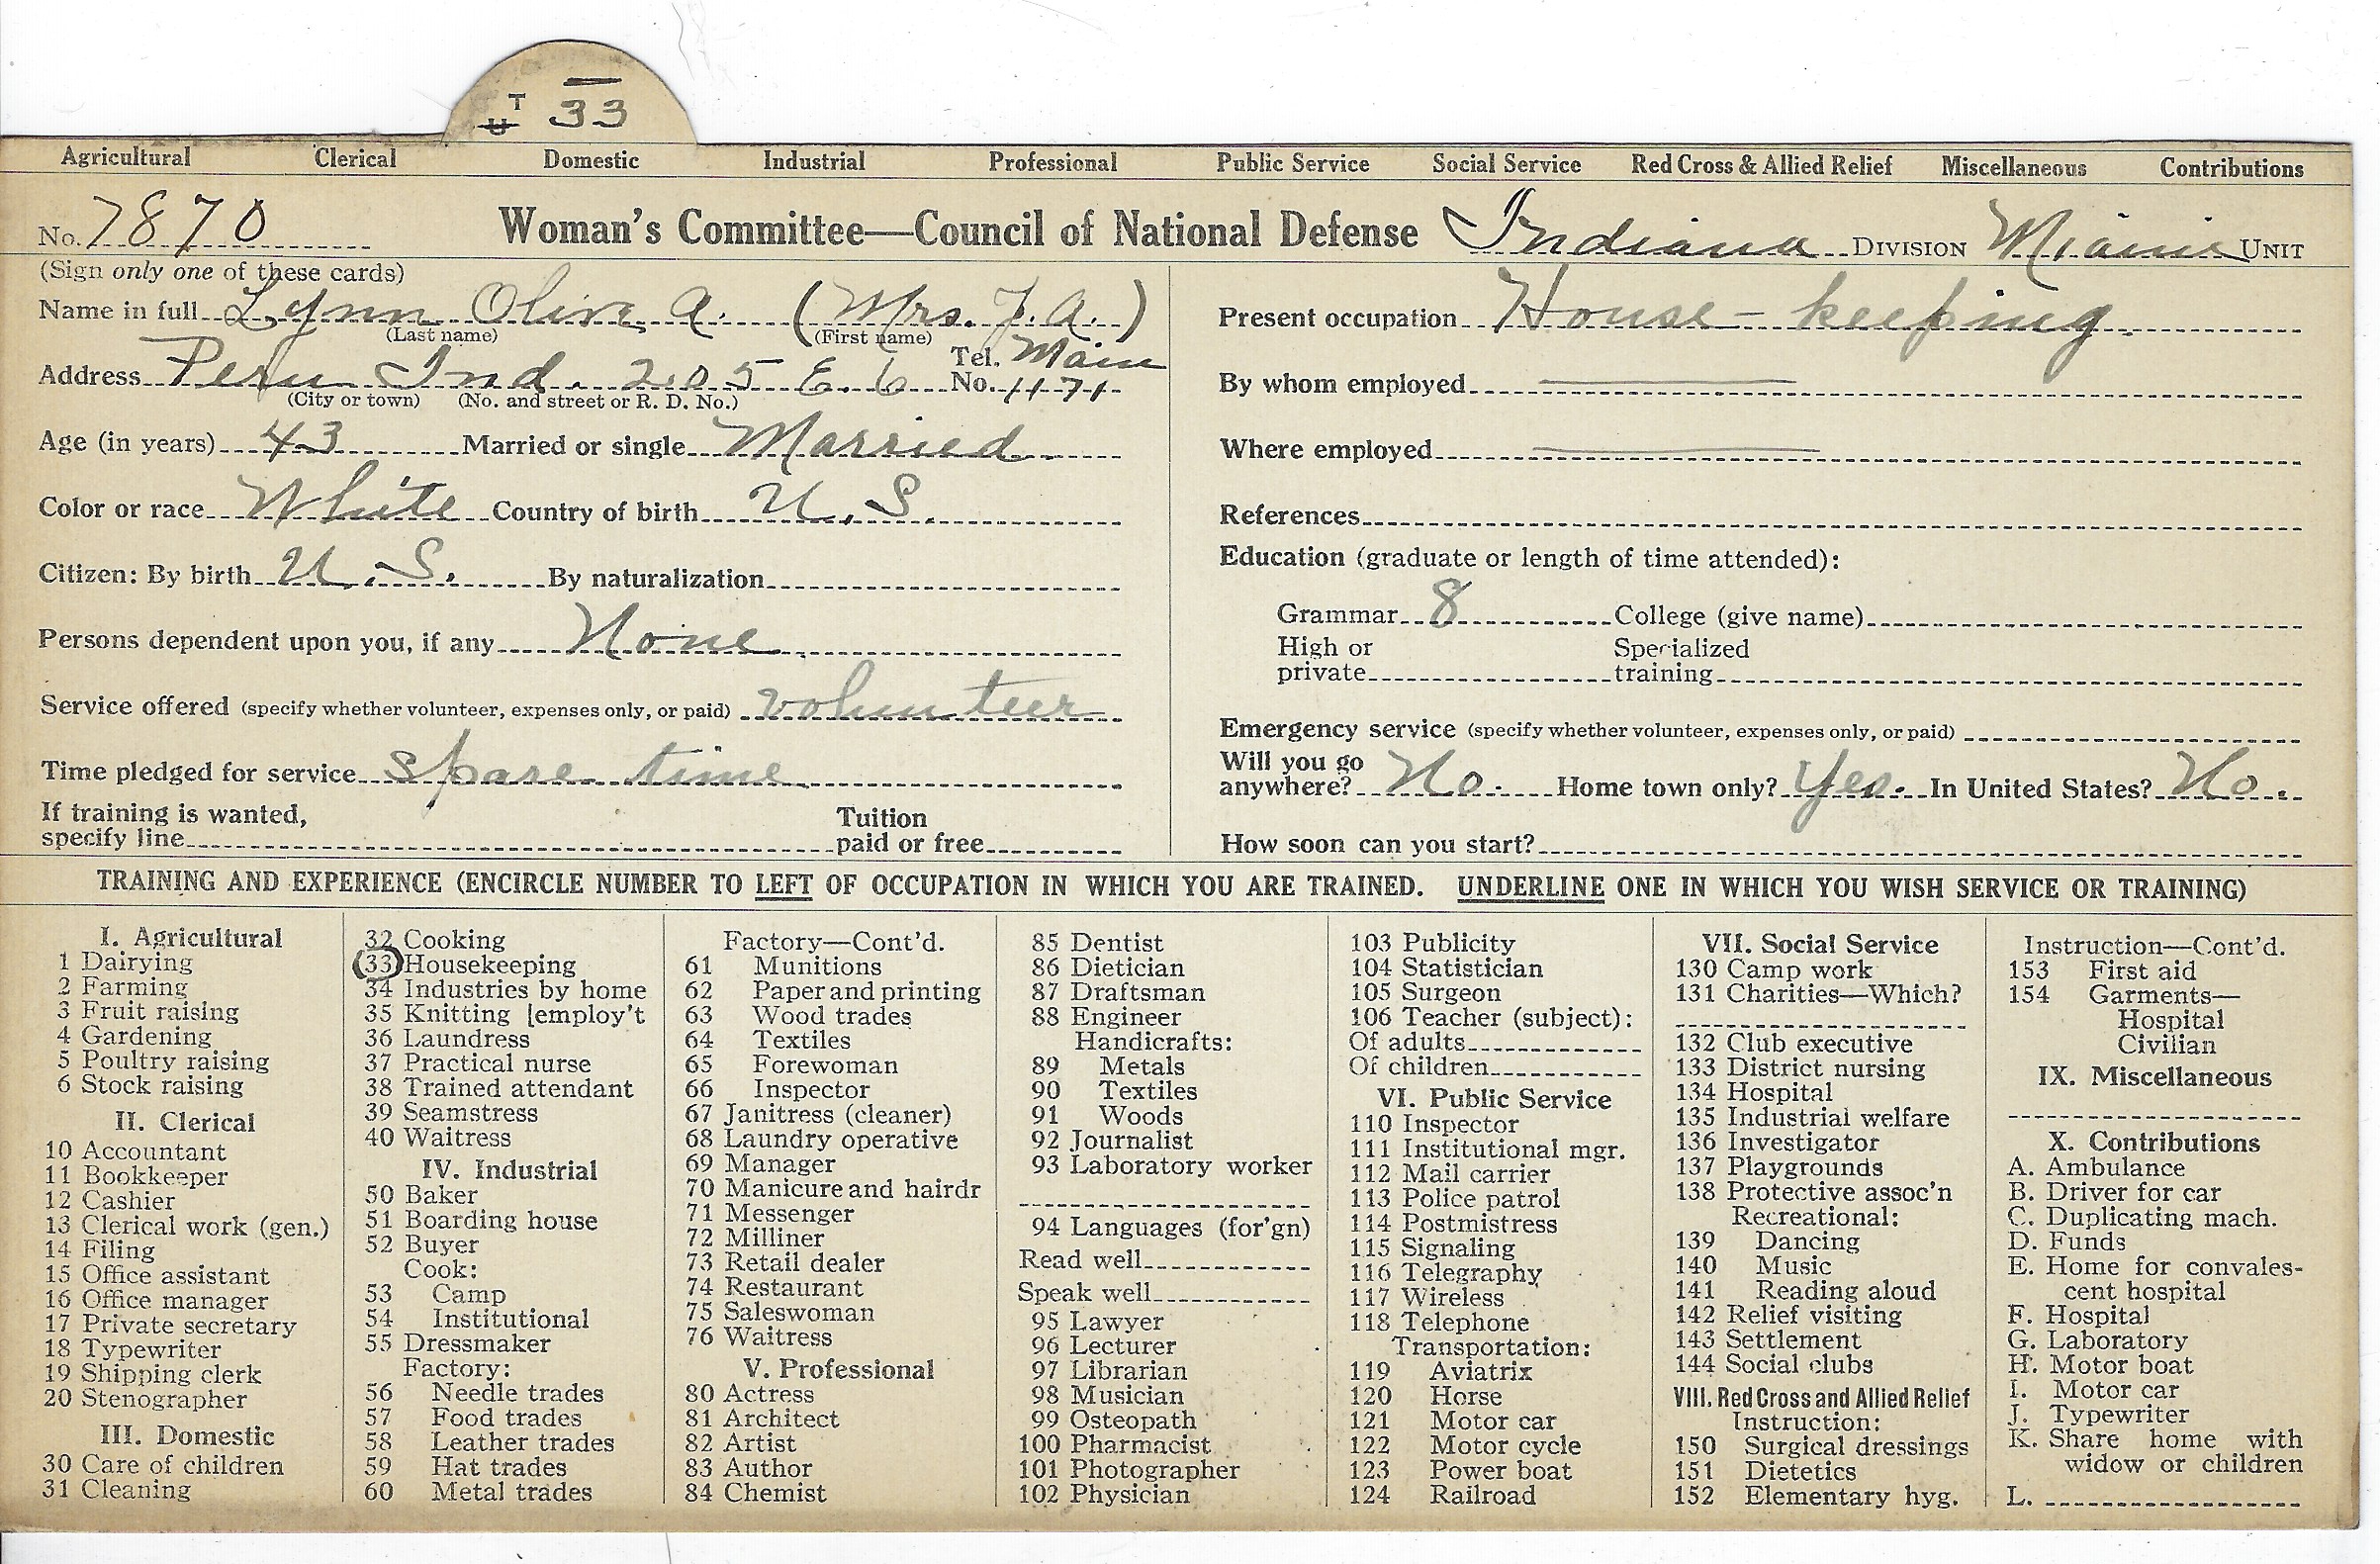 T
U 33
Agricultural Clerical Domestic Industrial Professional Public Service Social Service Red Cross & Allied Relief Miscellaneous Contributions
No. 7870 Woman's Committee—Council of National Defense Indiana DIVISION Miami UNIT
(Sign only one of these cards)
Name in full Lynn Olive A. (Mrs. J. A.)
(Last name) (First name)
Address Peru Ind. 205 E. 6 Tel. No. Main 1171
(City or town) (No. and street or R. D. No.)
Age (in years) 43 Married or single Married
Color or race White Country of birth U. S.
Citizen: By birth U. S. By naturalization
Persons dependent upon you, if any None
Service offered (specify whether volunteer, expenses only, or paid) volunteer
Time pledged for service spare time
If training is wanted, specify line Tuition paid or free
Present occupation House-keeping
By whom employed
Where employed
References
Education (graduate or length of time attended):
Grammar 8 College (give name)
High or private Specialized training
Emergency service (specify whether volunteer, expenses only, or paid)
Will you go anywhere? No. Home town only? Yes. In United States? No.
How soon can you start?
TRAINING AND EXPERIENCE (ENCIRCLE NUMBER TO LEFT OF OCCUPATION IN WHICH YOU ARE TRAINED. UNDERLINE ONE IN WHICH YOU WISH SERVICE OR TRAINING)
I. Agricultural
1 Dairying
2 Farming
3 Fruit raising
4 Gardening
5 Poultry raising
6 Stock raising
II. Clerical
10 Accountant
11 Bookkeeper
12 Cashier
13 Clerical work (gen.)
14 Filing
15 Office assistant
16 Office manager
17 Private secretary
18 Typewriter
19 Shipping clerk
20 Stenographer
III. Domestic
30 Care of children
31 Cleaning
32 Cooking
33 Housekeeping
34 Industries by home
35 Knitting [employ't
36 Laundress
37 Practical nurse
38 Trained attendant
39 Seamstress
40 Waitress
IV. Industrial
50 Baker
51 Boarding house
52 Buyer
Cook:
53 Camp
54 Institutional
55 Dressmaker
Factory:
56 Needle trades
57 Food trades
58 Leather trades
59 Hat trades
60 Metal trades
Factory—Cont'd.
61 Munitions
62 Paper and printing
63 Wood trades
64 Textiles
65 Forewoman
66 Inspector
67 Janitress (cleaner)
68 Laundry operative
69 Manager
70 Manicure and hairdr
71 Messenger
72 Milliner
73 Retail dealer
74 Restaurant
75 Saleswoman
76 Waitress
V. Professional
80 Actress
81 Architect
82 Artist
83 Author
84 Chemist
85 Dentist
86 Dietician
87 Draftsman
88 Engineer
Handicrafts:
89 Metals
90 Textiles
91 Woods
92 Journalist
93 Laboratory worker
94 Languages (for'gn)
Read well
Speak well
95 Lawyer
96 Lecturer
97 Librarian
98 Musician
99 Osteopath
100 Pharmacist
101 Photographer
102 Physician
103 Publicity
104 Statistician
105 Surgeon
106 Teacher (subject):
Of adults
Of children
VI. Public Service
110 Inspector
111 Institutional mgr.
112 Mail carrier
113 Police patrol
114 Postmistress
115 Signaling
116 Telegraphy
117 Wireless
118 Telephone
Transportation:
119 Aviatrix
120 Horse
121 Motor car
122 Motor cycle
123 Power boat
124 Railroad
VII. Social Service
130 Camp work
131 Charities—Which?
132 Club executive
133 District nursing
134 Hospital
135 Industrial welfare
136 Investigator
137 Playgrounds
138 Protective assoc'n
Recreational:
139 Dancing
140 Music
141 Reading aloud
142 Relief visiting
143 Settlement
144 Social clubs
VIII. Red Cross and Allied Relief
Instruction:
150 Surgical dressings
151 Dietetics
152 Elementary hyg.
Instruction—Cont'd.
153 First aid
154 Garments—
Hospital
Civilian
IX. Miscellaneous
X. Contributions
A. Ambulance
B. Driver for car
C. Duplicating mach.
D. Funds
E. Home for convales-
cent hospital
F. Hospital
G. Laboratory
H. Motor boat
I. Motor car
J. Typewriter
K. Share home with
widow or children
L.